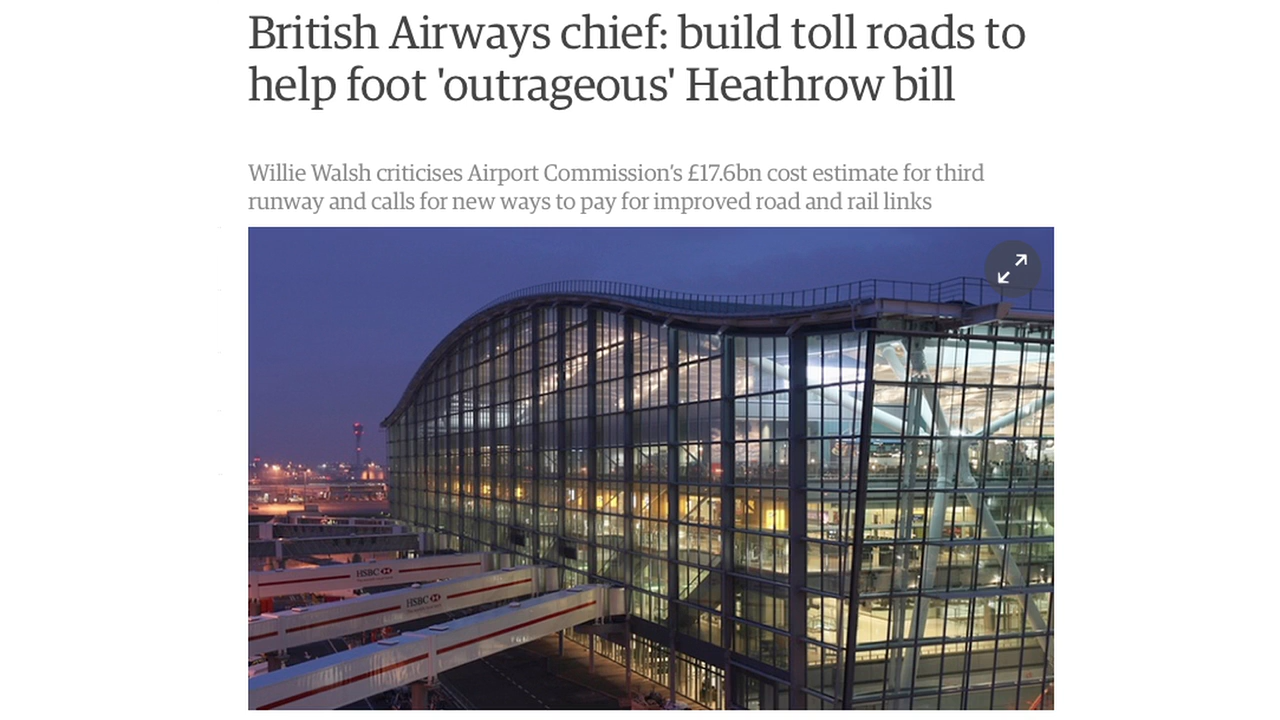 British Airways chief: build toll roads to
help foot 'outrageous' Heathrow bill
Willie Walsh criticises Airport Commission's £17.6bn cost estimate for third
runway and calls for new ways to pay for improved road and rail links
HSBC
HSBC